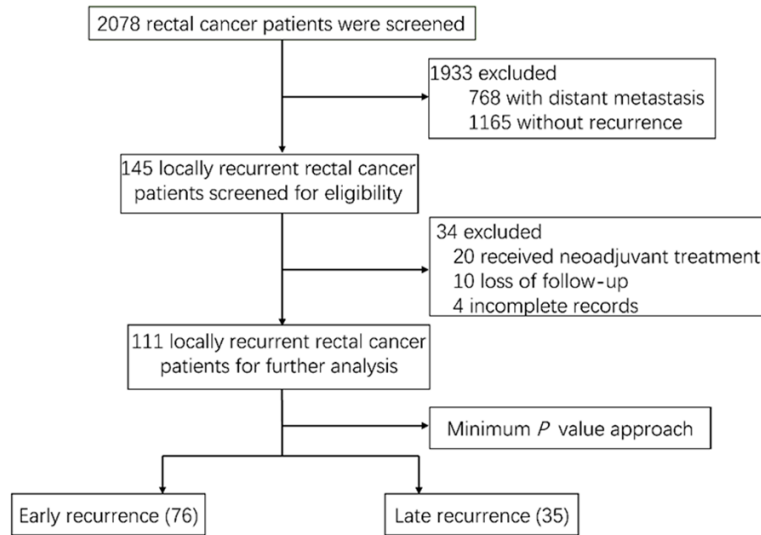 2078 rectal cancer patients were screened
1933 excluded
768 with distant metastasis
1165 without recurrence
145 locally recurrent rectal cancer
patients screened for eligibility
34 excluded
20 received neoadjuvant treatment
10 loss of follow-up
4 incomplete records
111 locally recurrent rectal cancer
patients for further analysis
Minimum P value approach
Early recurrence (76)
Late recurrence (35)